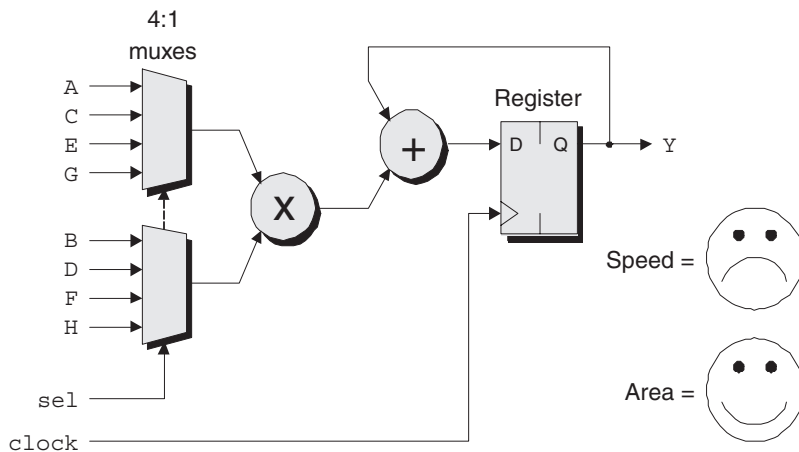 4:1
muxes
A
C
E
G
B
D
F
H
sel
clock
X
+
Register
D Q
Y
Speed =
Area =